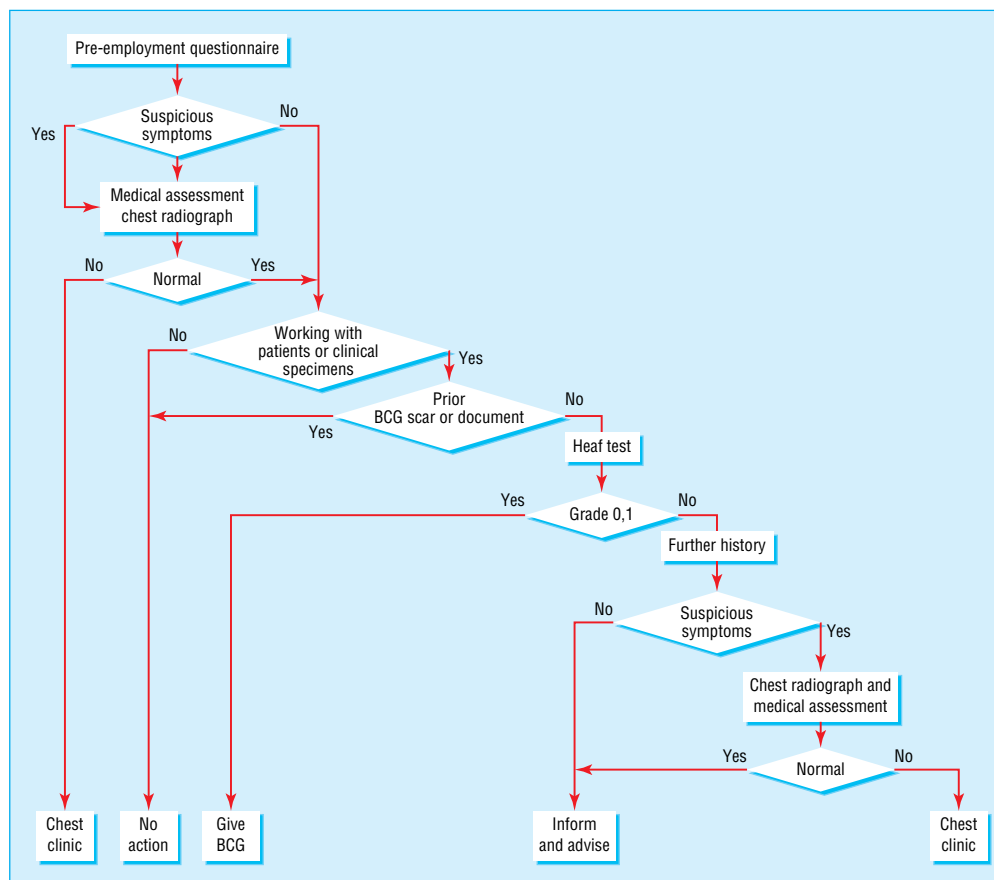 Pre-employment questionnaire
Suspicious
symptoms
Yes
No
Medical assessment
chest radiograph
No
Normal
Yes
No
Working with
patients or clinical
specimens
Yes
Prior
BCG scar or document
Yes
No
Heaf test
Yes
Grade 0,1
No
Further history
No
Suspicious
symptoms
Yes
Chest radiograph and
medical assessment
Yes
Normal
No
Chest
clinic
No
action
Give
BCG
Inform
and advise
Chest
clinic